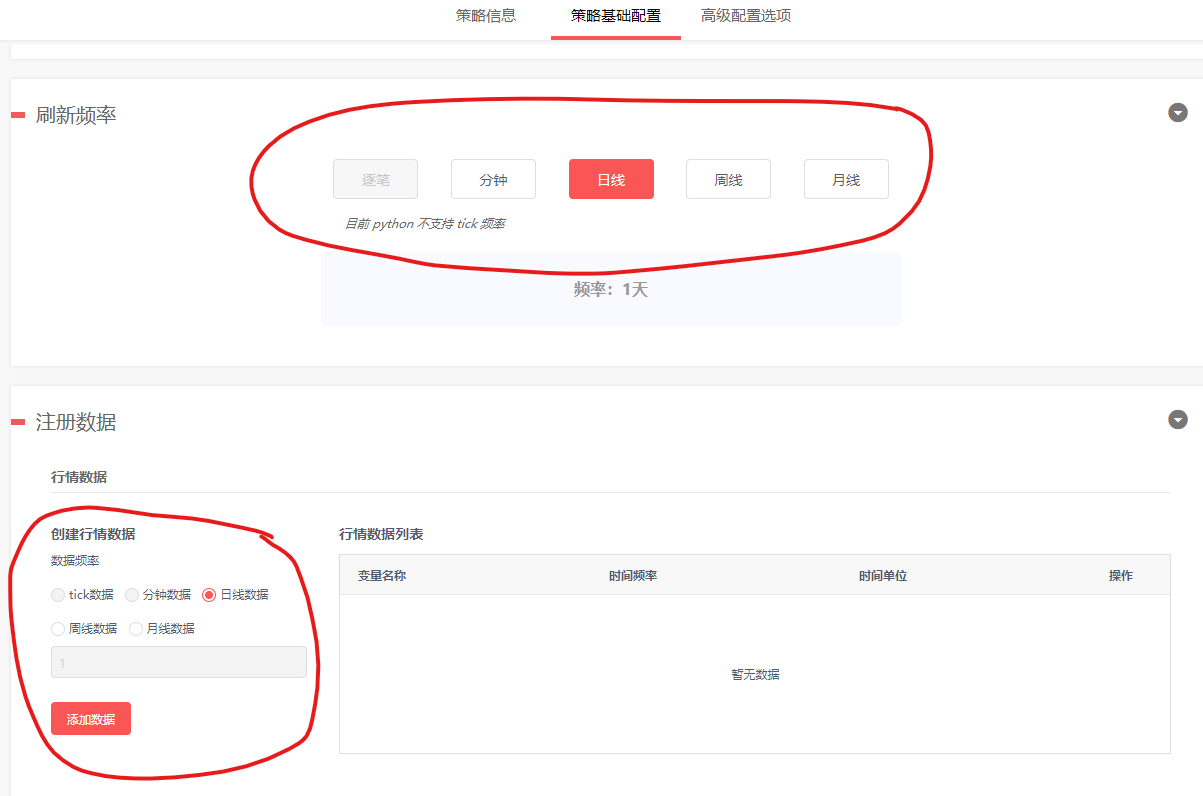 策略信息 策略基础配置 高级配置选项
刷新频率
逐笔 分钟 日线 周线 月线
目前 python 不支持 tick 频率
频率：1天
注册数据
行情数据
创建行情数据
数据频率
tick数据 分钟数据 日线数据
周线数据 月线数据
1
添加数据
行情数据列表
变量名称 时间频率 时间单位 操作
暂无数据